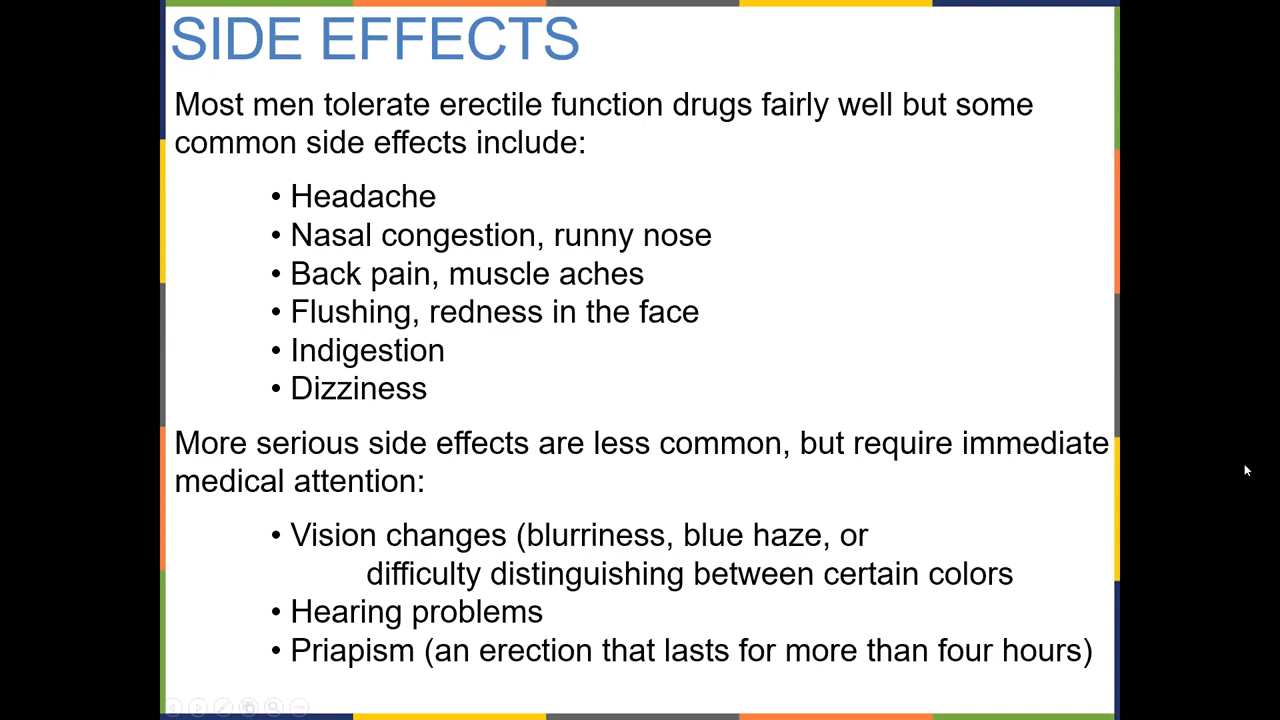 SIDE EFFECTS
Most men tolerate erectile function drugs fairly well but some
common side effects include:
• Headache
• Nasal congestion, runny nose
• Back pain, muscle aches
• Flushing, redness in the face
• Indigestion
• Dizziness
More serious side effects are less common, but require immediate
medical attention:
• Vision changes (blurriness, blue haze, or
difficulty distinguishing between certain colors
• Hearing problems
• Priapism (an erection that lasts for more than four hours)